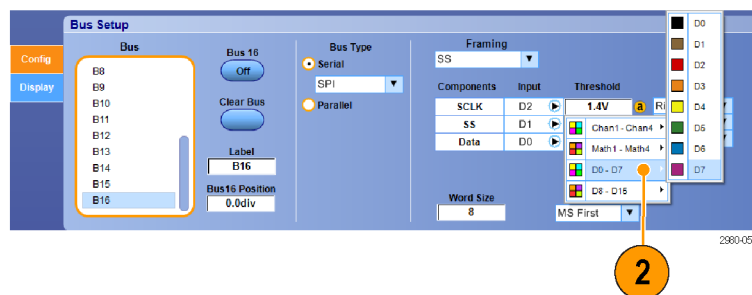 Bus Setup
Config
Display
Bus
B8
B9
B10
B11
B12
B13
B14
B15
B16
Bus 16
Off
Clear Bus
Label
B16
Bus16 Position
0.0div
Bus Type
Serial
SPI
Parallel
Framing
SS
Components Input Threshold
SCLK D2 1.4V a
SS D1
Data D0
Chan1 - Chan4
Math1 - Math4
D0 - D7
D8 - D15
Word Size
8
MS First
D0
D1
D2
D3
D4
D5
D6
D7
2